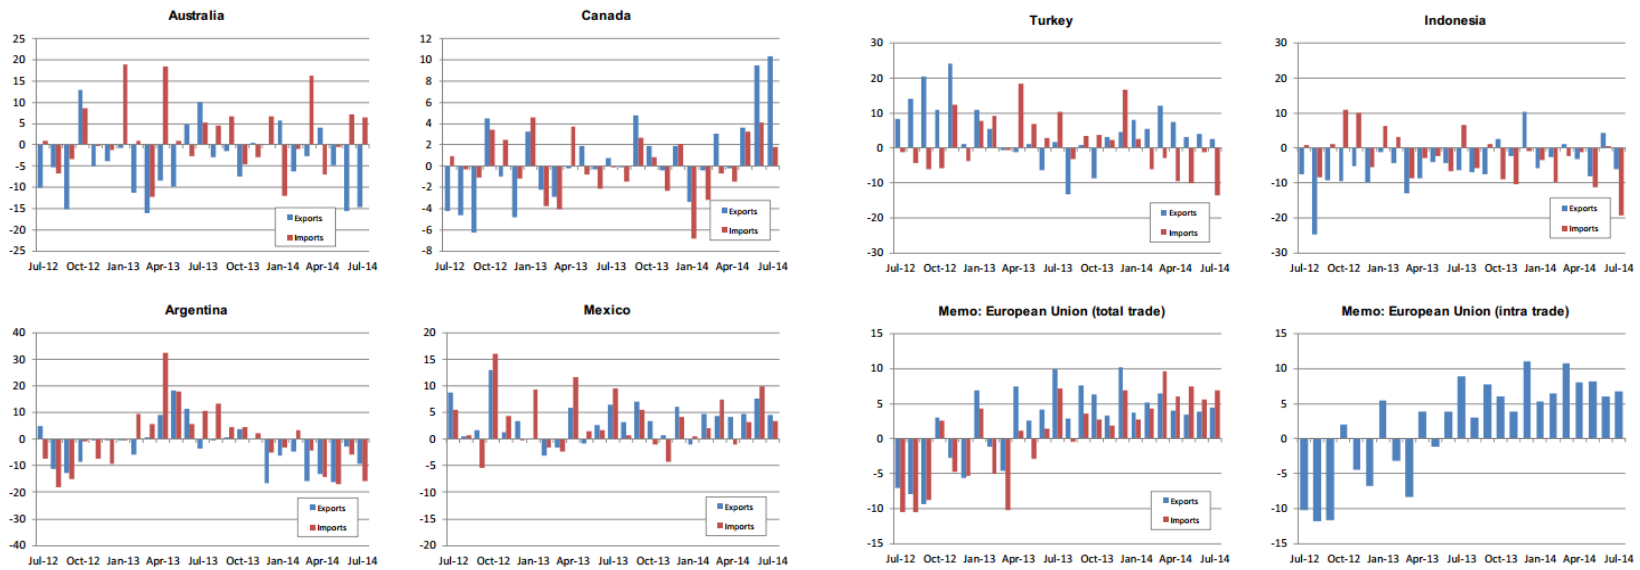 Australia
25
20
15
10
5
0
-5
-10
-15
-20
-25
Exports
Imports
Jul-12 Oct-12 Jan-13 Apr-13 Jul-13 Oct-13 Jan-14 Apr-14 Jul-14
Canada
12
10
8
6
4
2
0
-2
-4
-6
-8
Exports
Imports
Jul-12 Oct-12 Jan-13 Apr-13 Jul-13 Oct-13 Jan-14 Apr-14 Jul-14
Turkey
30
20
10
0
-10
-20
-30
Exports
Imports
Jul-12 Oct-12 Jan-13 Apr-13 Jul-13 Oct-13 Jan-14 Apr-14 Jul-14
Indonesia
30
20
10
0
-10
-20
-30
Exports
Imports
Jul-12 Oct-12 Jan-13 Apr-13 Jul-13 Oct-13 Jan-14 Apr-14 Jul-14
Argentina
40
30
20
10
0
-10
-20
-30
-40
Exports
Imports
Jul-12 Oct-12 Jan-13 Apr-13 Jul-13 Oct-13 Jan-14 Apr-14 Jul-14
Mexico
20
15
10
5
0
-5
-10
-15
-20
Exports
Imports
Jul-12 Oct-12 Jan-13 Apr-13 Jul-13 Oct-13 Jan-14 Apr-14 Jul-14
Memo: European Union (total trade)
15
10
5
0
-5
-10
-15
Exports
Imports
Jul-12 Oct-12 Jan-13 Apr-13 Jul-13 Oct-13 Jan-14 Apr-14 Jul-14
Memo: European Union (intra trade)
15
10
5
0
-5
-10
-15
Jul-12 Oct-12 Jan-13 Apr-13 Jul-13 Oct-13 Jan-14 Apr-14 Jul-14